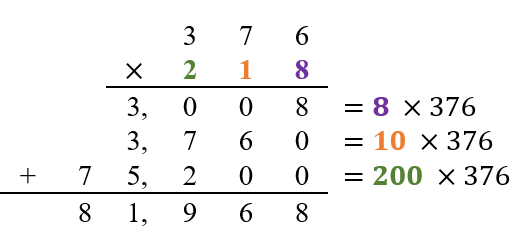 3 7 6
× 2 1 8
3, 0 0 8 = 8 × 376
3, 7 6 0 = 10 × 376
+ 7 5, 2 0 0 = 200 × 376
8 1, 9 6 8